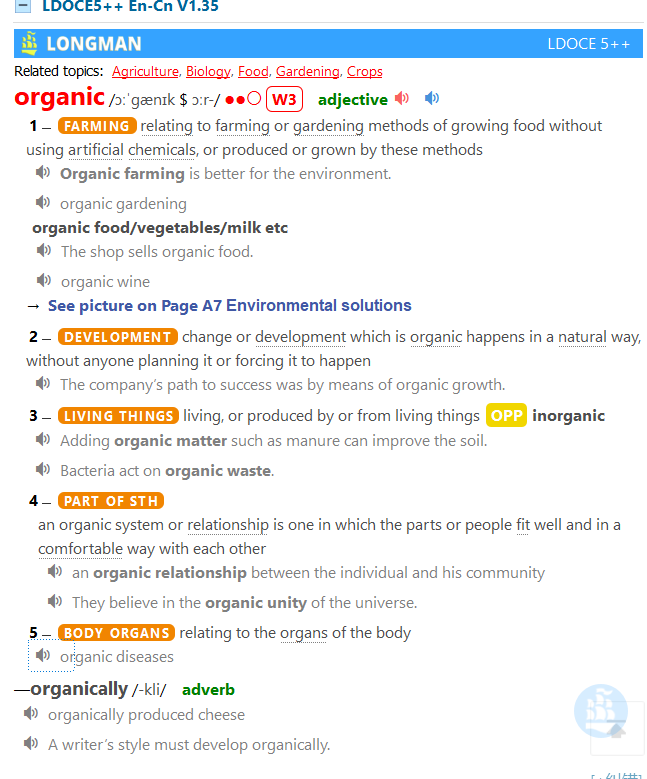 LDOCE5++ En-Cn V1.35
LONGMAN LDOCE 5++
Related topics: Agriculture, Biology, Food, Gardening, Crops
organic /ɔːˈɡænɪk $ ɔːr-/ ●●○ W3 adjective
1 – FARMING relating to farming or gardening methods of growing food without
using artificial chemicals, or produced or grown by these methods
Organic farming is better for the environment.
organic gardening
organic food/vegetables/milk etc
The shop sells organic food.
organic wine
→ See picture on Page A7 Environmental solutions
2 – DEVELOPMENT change or development which is organic happens in a natural way,
without anyone planning it or forcing it to happen
The company’s path to success was by means of organic growth.
3 – LIVING THINGS living, or produced by or from living things OPP inorganic
Adding organic matter such as manure can improve the soil.
Bacteria act on organic waste.
4 – PART OF STH
an organic system or relationship is one in which the parts or people fit well and in a
comfortable way with each other
an organic relationship between the individual and his community
They believe in the organic unity of the universe.
5 – BODY ORGANS relating to the organs of the body
organic diseases
—organically /-kli/ adverb
organically produced cheese
A writer’s style must develop organically.